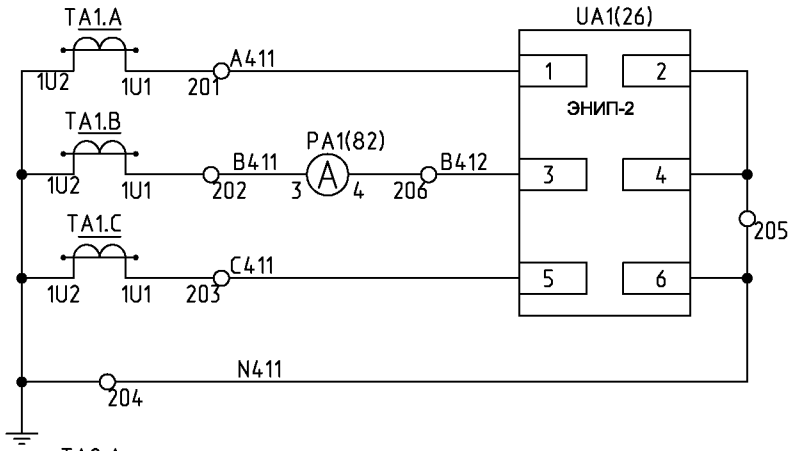 TA1.A UA1(26)
A411
1U2 1U1 201 1 2
ЭНИП-2
TA1.B PA1(82)
B411 B412
1U2 1U1 202 3 A 4 206 3 4
TA1.C 205
C411
1U2 1U1 203 5 6
N411
204